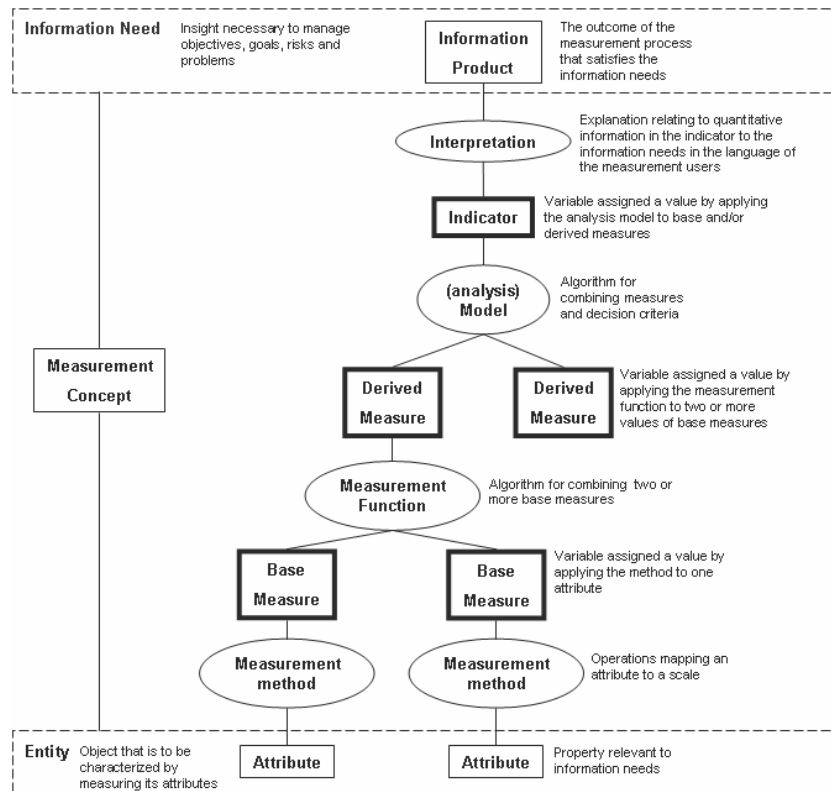 Information Need
Insight necessary to manage
objectives, goals, risks and
problems
Information
Product
The outcome of the
measurement process
that satisfies the
information needs
Interpretation
Explanation relating to quantitative
information in the indicator to the
information needs in the language of
the measurement users
Indicator
Variable assigned a value by applying
the analysis model to base and/or
derived measures
(analysis)
Model
Algorithm for
combining measures
and decision criteria
Measurement
Concept
Derived
Measure
Derived
Measure
Variable assigned a value by
applying the measurement
function to two or more
values of base measures
Measurement
Function
Algorithm for combining two or
more base measures
Base
Measure
Base
Measure
Variable assigned a value by
applying the method to one
attribute
Measurement
method
Measurement
method
Operations mapping an
attribute to a scale
Entity
Object that is to be
characterized by
measuring its attributes
Attribute
Attribute
Property relevant to
information needs